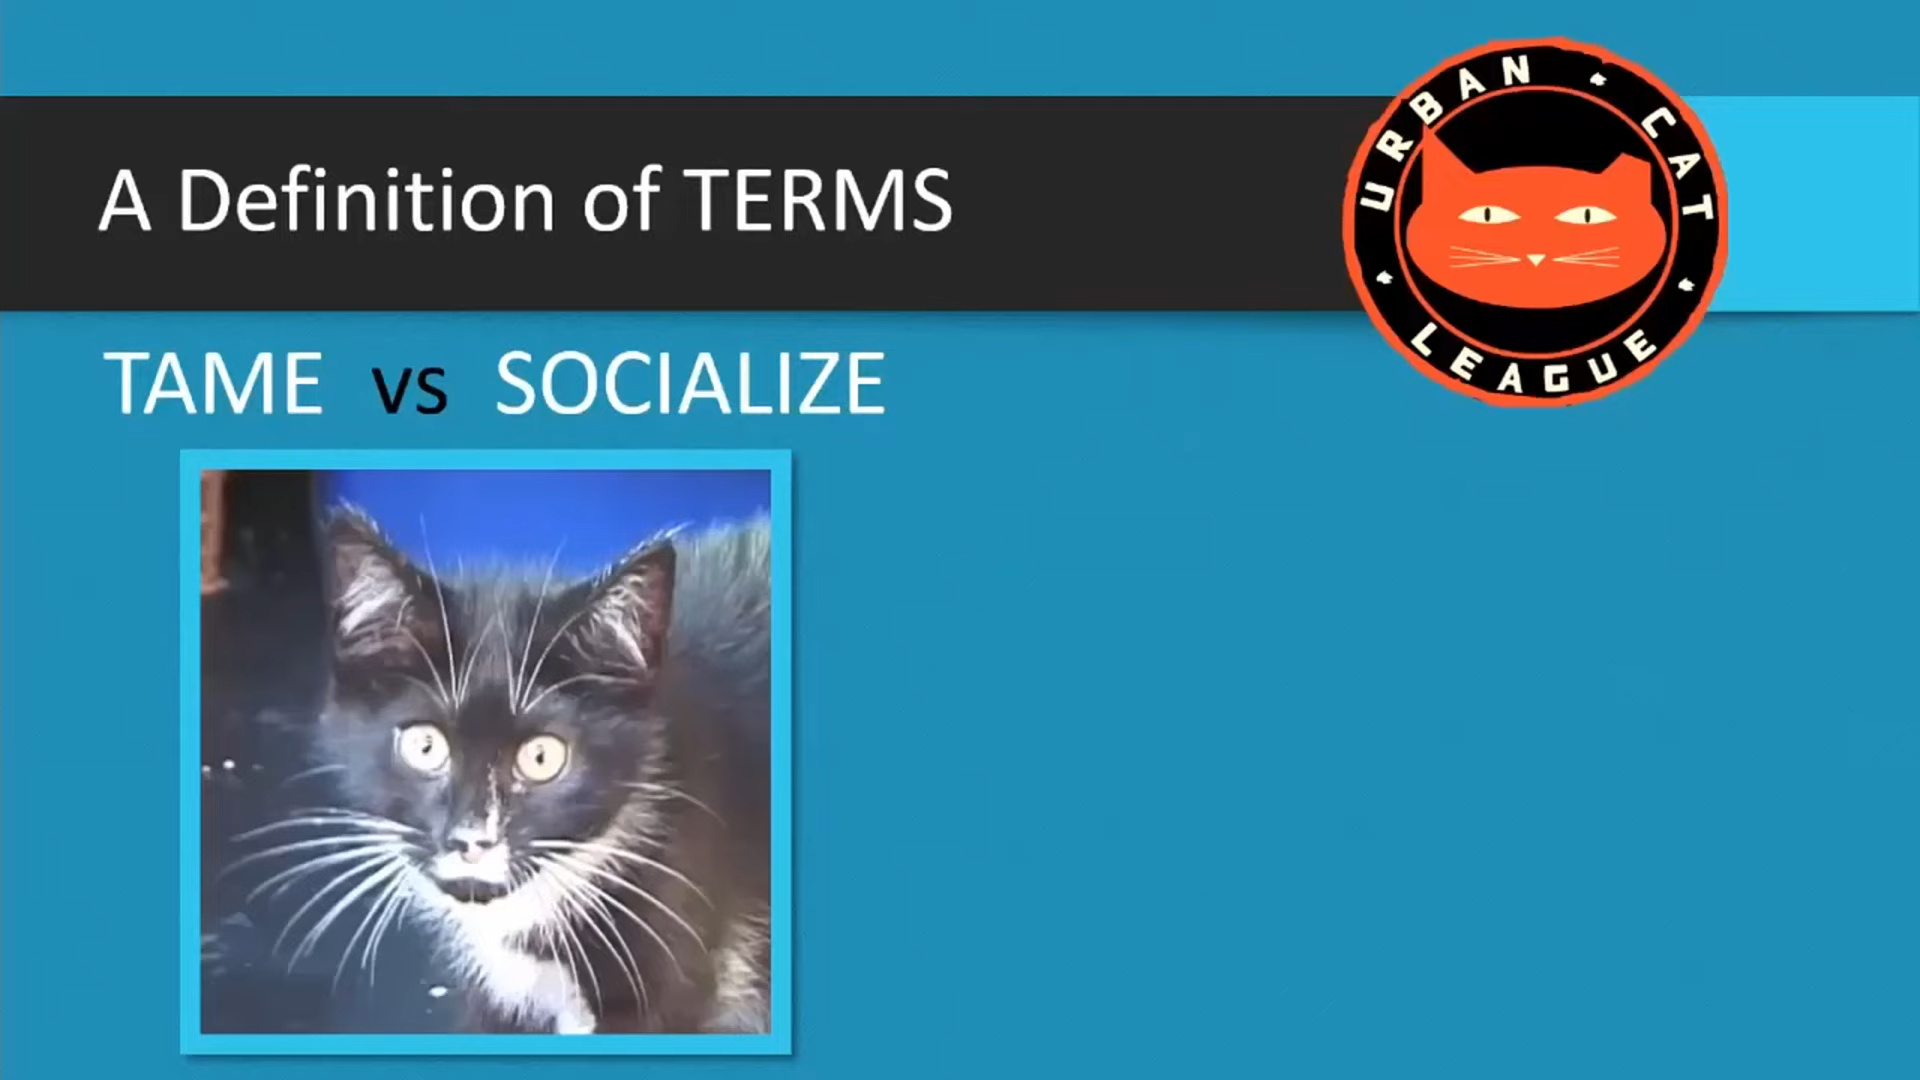 A Definition of TERMS
URBAN CAT LEAGUE
TAME vs SOCIALIZE